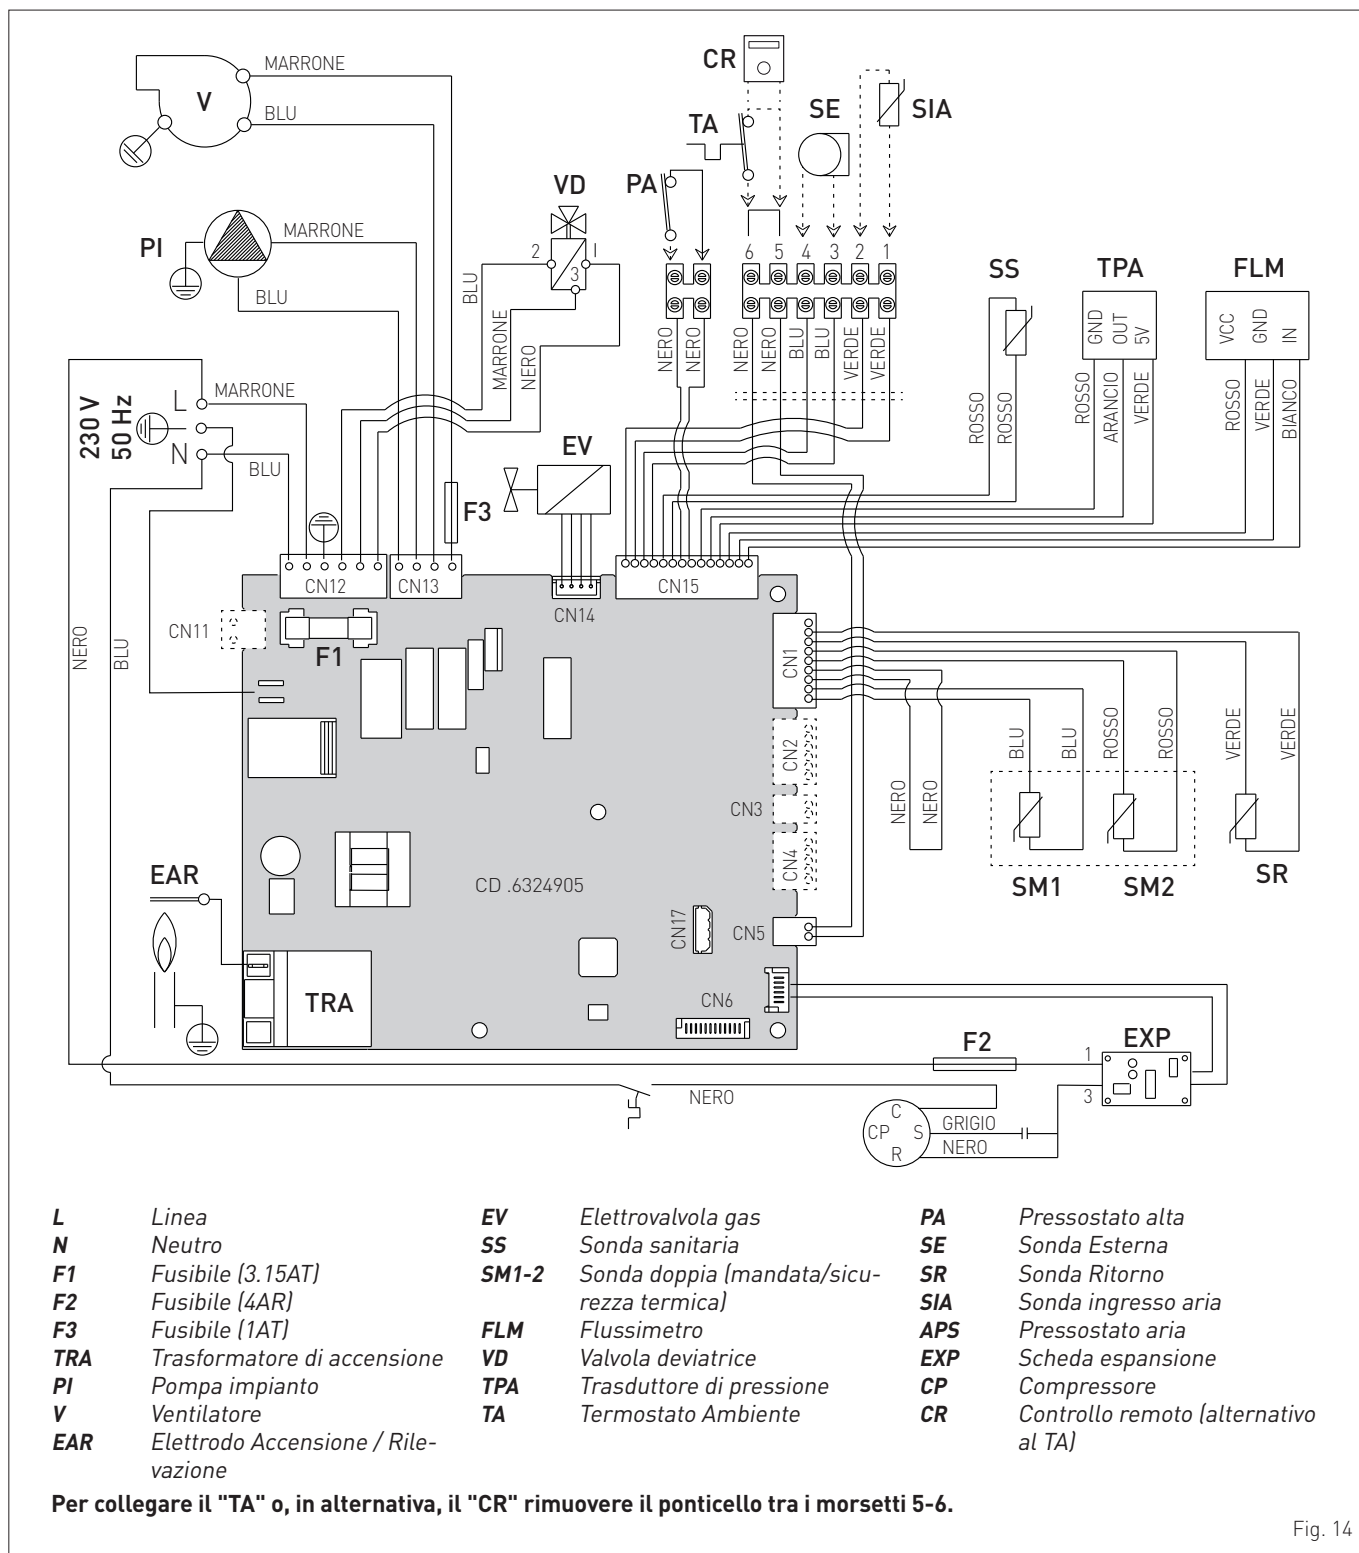 MARRONE
V
BLU
CR
TA
SE
SIA
PA
VD
PI
MARRONE
BLU
2
1
3
6
5
4
3
2
1
BLU
MARRONE
NERO
NERO
NERO
NERO
NERO
BLU
BLU
VERDE
VERDE
SS
TPA
FLM
GND
OUT
5V
VCC
GND
IN
ROSSO
ROSSO
ROSSO
ARANCIO
VERDE
ROSSO
VERDE
BIANCO
230 V
50 Hz
L
N
MARRONE
BLU
EV
F3
CN12
CN13
CN14
CN15
CN11
F1
NERO
BLU
CN1
CN2
CN3
CN4
CN5
CN17
CN6
CD .6324905
NERO
NERO
BLU
BLU
ROSSO
ROSSO
VERDE
VERDE
SM1
SM2
SR
EAR
TRA
F2
EXP
1
3
NERO
C
CP
S
R
GRIGIO
NERO
L Linea
N Neutro
F1 Fusibile (3.15AT)
F2 Fusibile (4AR)
F3 Fusibile (1AT)
TRA Trasformatore di accensione
PI Pompa impianto
V Ventilatore
EAR Elettrodo Accensione / Rile-
vazione
EV Elettrovalvola gas
SS Sonda sanitaria
SM1-2 Sonda doppia (mandata/sicu-
rezza termica)
FLM Flussimetro
VD Valvola deviatrice
TPA Trasduttore di pressione
TA Termostato Ambiente
PA Pressostato alta
SE Sonda Esterna
SR Sonda Ritorno
SIA Sonda ingresso aria
APS Pressostato aria
EXP Scheda espansione
CP Compressore
CR Controllo remoto (alternativo
al TA)
Per collegare il "TA" o, in alternativa, il "CR" rimuovere il ponticello tra i morsetti 5-6.
Fig. 14